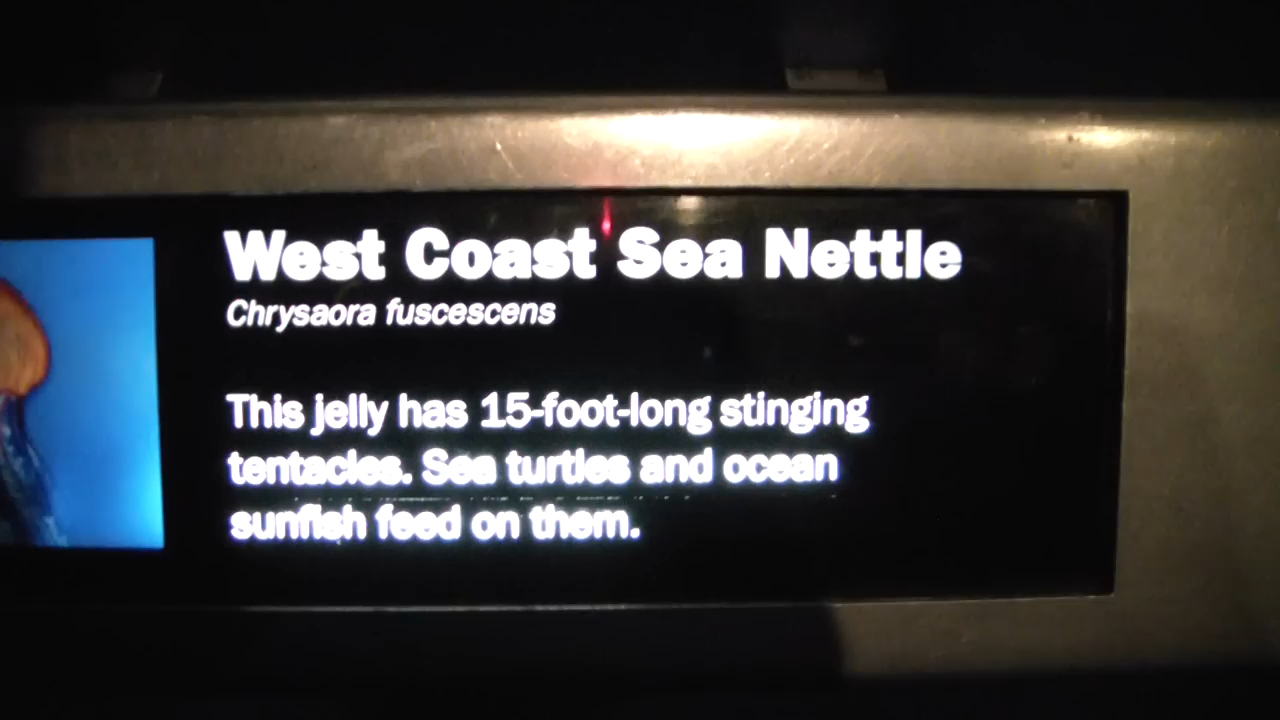 West Coast Sea Nettle
Chrysaora fuscescens
This jelly has 15-foot-long stinging
tentacles. Sea turtles and ocean
sunfish feed on them.